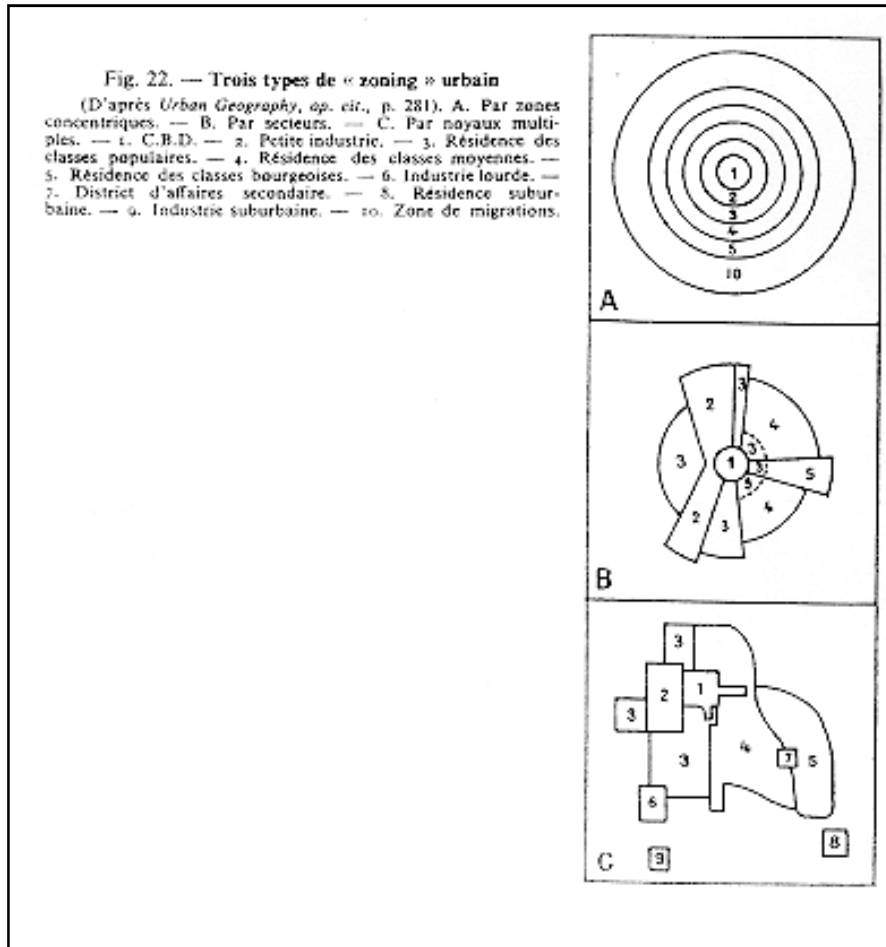 Fig. 22. — Trois types de « zoning » urbain
(D'après Urban Geography, op. cit., p. 281). A. Par zones
concentriques. — B. Par secteurs. — C. Par noyaux multi-
ples. — 1. C.B.D. — 2. Petite industrie. — 3. Résidence des
classes populaires. — 4. Résidence des classes moyennes. —
5. Résidence des classes bourgeoises. — 6. Industrie lourde. —
7. District d'affaires secondaire. — 8. Résidence subur-
baine. — 9. Industrie suburbaine. — 10. Zone de migrations.
1
2
3
4
5
10
A
3
2
4
3
3
1
3
5
3
4
2
3
B
3
1
2
3
4
3
7
5
6
8
9
C